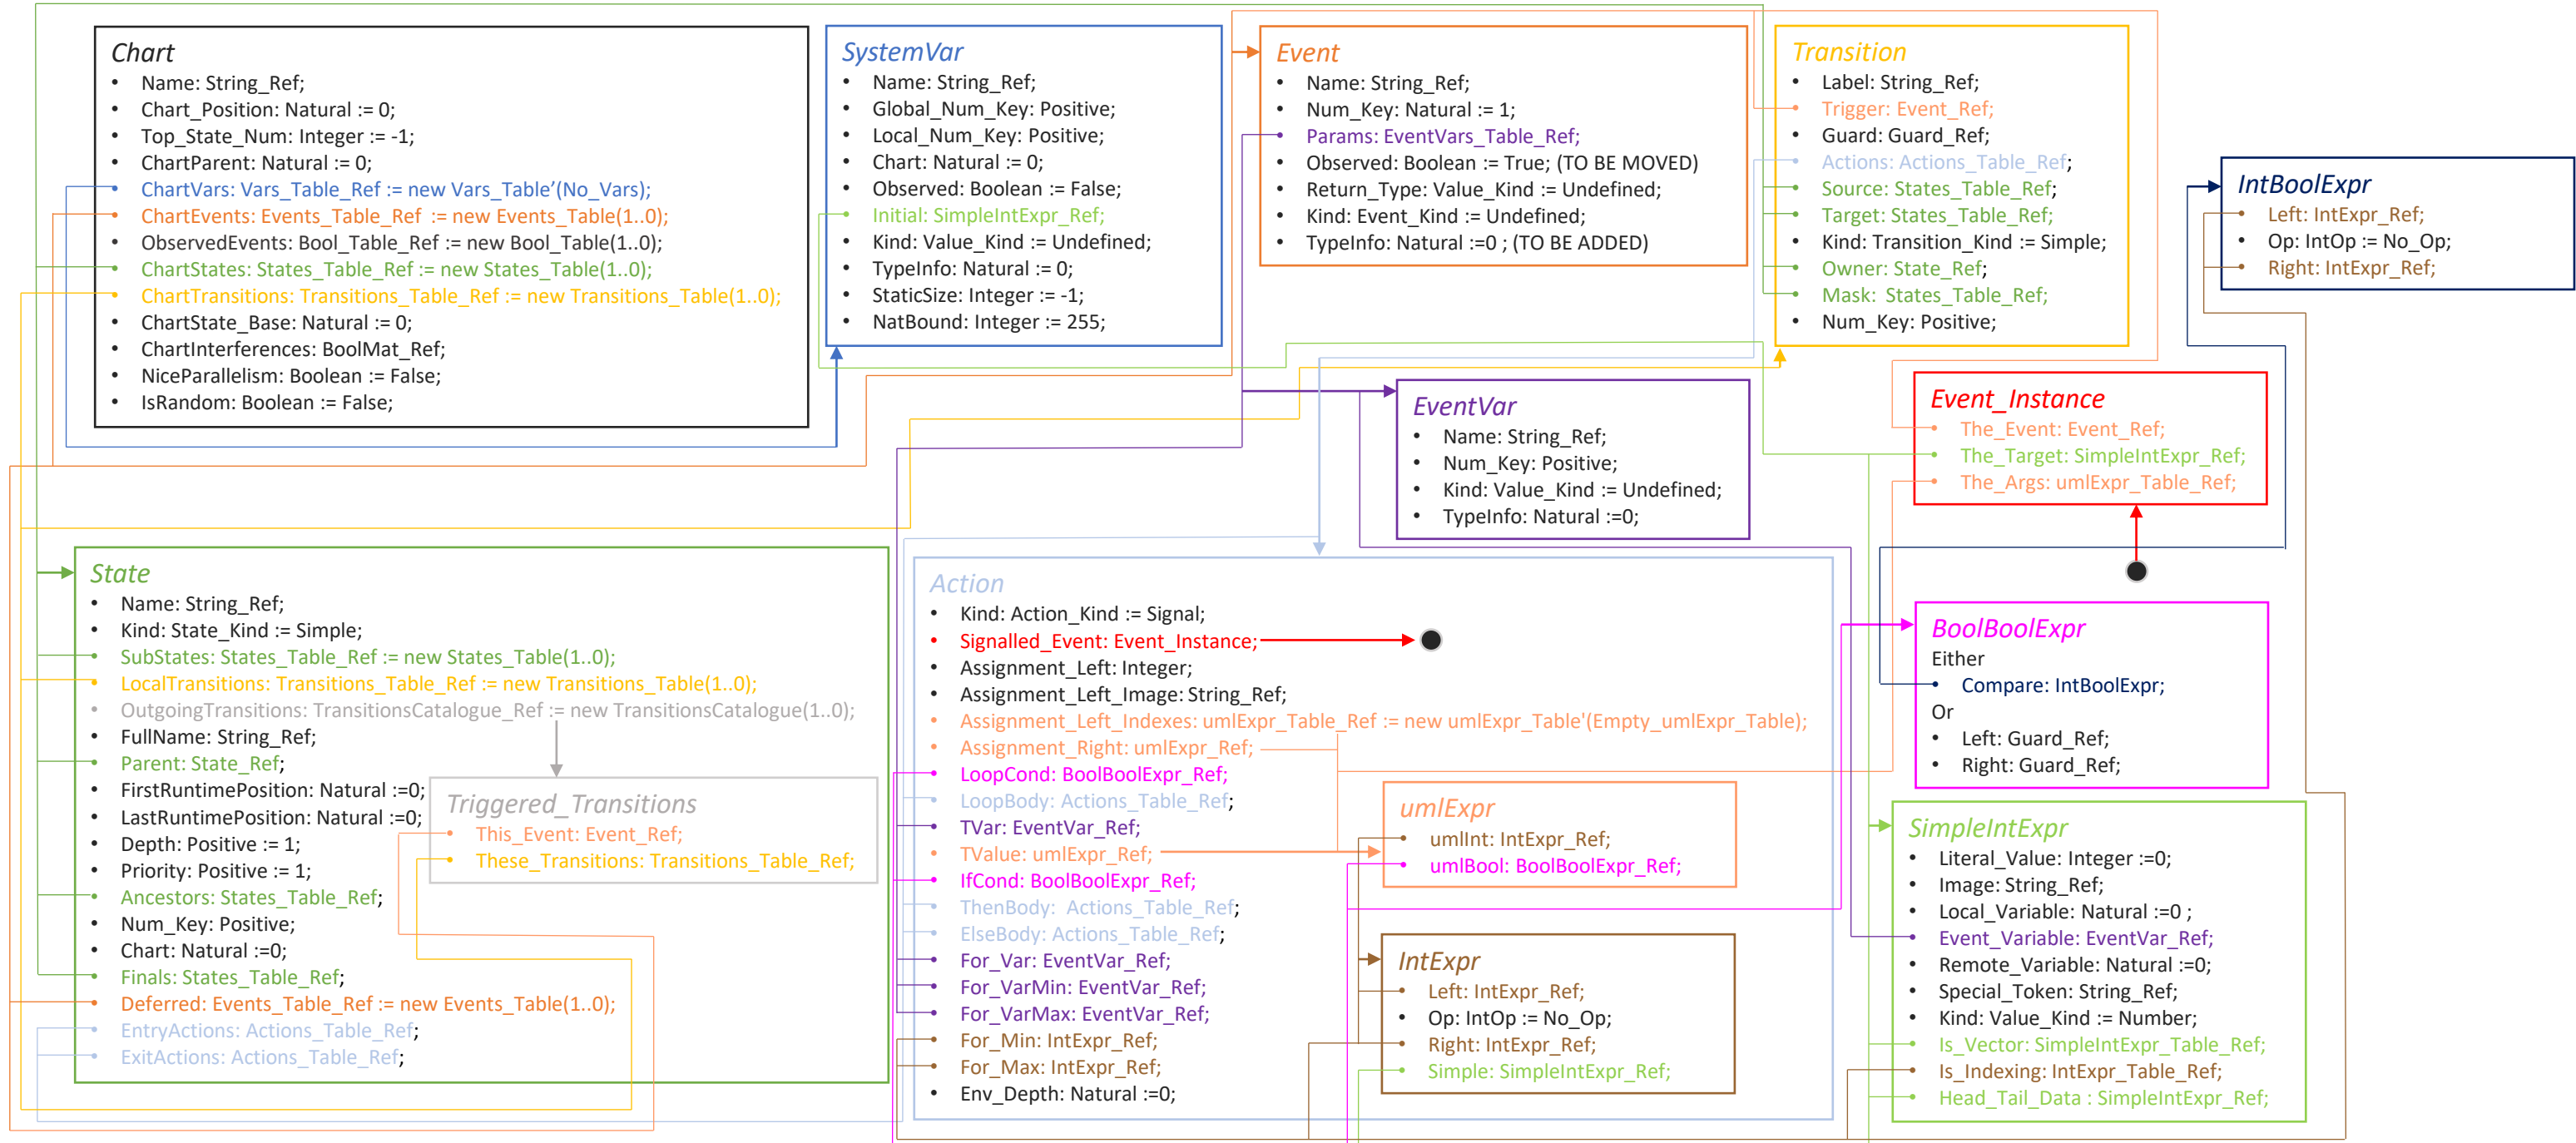 Chart
• Name: String_Ref;
• Chart_Position: Natural := 0;
• Top_State_Num: Integer := -1;
• ChartParent: Natural := 0;
• ChartVars: Vars_Table_Ref := new Vars_Table’(No_Vars);
• ChartEvents: Events_Table_Ref := new Events_Table(1..0);
• ObservedEvents: Bool_Table_Ref := new Bool_Table(1..0);
• ChartStates: States_Table_Ref := new States_Table(1..0);
• ChartTransitions: Transitions_Table_Ref := new Transitions_Table(1..0);
• ChartState_Base: Natural := 0;
• ChartInterferences: BoolMat_Ref;
• NiceParallelism: Boolean := False;
• IsRandom: Boolean := False;
SystemVar
• Name: String_Ref;
• Global_Num_Key: Positive;
• Local_Num_Key: Positive;
• Chart: Natural := 0;
• Observed: Boolean := False;
• Initial: SimpleIntExpr_Ref;
• Kind: Value_Kind := Undefined;
• TypeInfo: Natural := 0;
• StaticSize: Integer := -1;
• NatBound: Integer := 255;
Event
• Name: String_Ref;
• Num_Key: Natural := 1;
• Params: EventVars_Table_Ref;
• Observed: Boolean := True; (TO BE MOVED)
• Return_Type: Value_Kind := Undefined;
• Kind: Event_Kind := Undefined;
• TypeInfo: Natural :=0 ; (TO BE ADDED)
Transition
• Label: String_Ref;
• Trigger: Event_Ref;
• Guard: Guard_Ref;
• Actions: Actions_Table_Ref;
• Source: States_Table_Ref;
• Target: States_Table_Ref;
• Kind: Transition_Kind := Simple;
• Owner: State_Ref;
• Mask: States_Table_Ref;
• Num_Key: Positive;
IntBoolExpr
• Left: IntExpr_Ref;
• Op: IntOp := No_Op;
• Right: IntExpr_Ref;
EventVar
• Name: String_Ref;
• Num_Key: Positive;
• Kind: Value_Kind := Undefined;
• TypeInfo: Natural :=0;
Event_Instance
• The_Event: Event_Ref;
• The_Target: SimpleIntExpr_Ref;
• The_Args: umlExpr_Table_Ref;
State
• Name: String_Ref;
• Kind: State_Kind := Simple;
• SubStates: States_Table_Ref := new States_Table(1..0);
• LocalTransitions: Transitions_Table_Ref := new Transitions_Table(1..0);
• OutgoingTransitions: TransitionsCatalogue_Ref := new TransitionsCatalogue(1..0);
• FullName: String_Ref;
• Parent: State_Ref;
• FirstRuntimePosition: Natural :=0;
• LastRuntimePosition: Natural :=0;
• Depth: Positive := 1;
• Priority: Positive := 1;
• Ancestors: States_Table_Ref;
• Num_Key: Positive;
• Chart: Natural :=0;
• Finals: States_Table_Ref;
• Deferred: Events_Table_Ref := new Events_Table(1..0);
• EntryActions: Actions_Table_Ref;
• ExitActions: Actions_Table_Ref;
Triggered_Transitions
• This_Event: Event_Ref;
• These_Transitions: Transitions_Table_Ref;
Action
• Kind: Action_Kind := Signal;
• Signalled_Event: Event_Instance;
• Assignment_Left: Integer;
• Assignment_Left_Image: String_Ref;
• Assignment_Left_Indexes: umlExpr_Table_Ref := new umlExpr_Table'(Empty_umlExpr_Table);
• Assignment_Right: umlExpr_Ref;
• LoopCond: BoolBoolExpr_Ref;
• LoopBody: Actions_Table_Ref;
• TVar: EventVar_Ref;
• TValue: umlExpr_Ref;
• IfCond: BoolBoolExpr_Ref;
• ThenBody: Actions_Table_Ref;
• ElseBody: Actions_Table_Ref;
• For_Var: EventVar_Ref;
• For_VarMin: EventVar_Ref;
• For_VarMax: EventVar_Ref;
• For_Min: IntExpr_Ref;
• For_Max: IntExpr_Ref;
• Env_Depth: Natural :=0;
umlExpr
• umlInt: IntExpr_Ref;
• umlBool: BoolBoolExpr_Ref;
IntExpr
• Left: IntExpr_Ref;
• Op: IntOp := No_Op;
• Right: IntExpr_Ref;
• Simple: SimpleIntExpr_Ref;
BoolBoolExpr
Either
• Compare: IntBoolExpr;
Or
• Left: Guard_Ref;
• Right: Guard_Ref;
SimpleIntExpr
• Literal_Value: Integer :=0;
• Image: String_Ref;
• Local_Variable: Natural :=0 ;
• Event_Variable: EventVar_Ref;
• Remote_Variable: Natural :=0;
• Special_Token: String_Ref;
• Kind: Value_Kind := Number;
• Is_Vector: SimpleIntExpr_Table_Ref;
• Is_Indexing: IntExpr_Table_Ref;
• Head_Tail_Data : SimpleIntExpr_Ref;